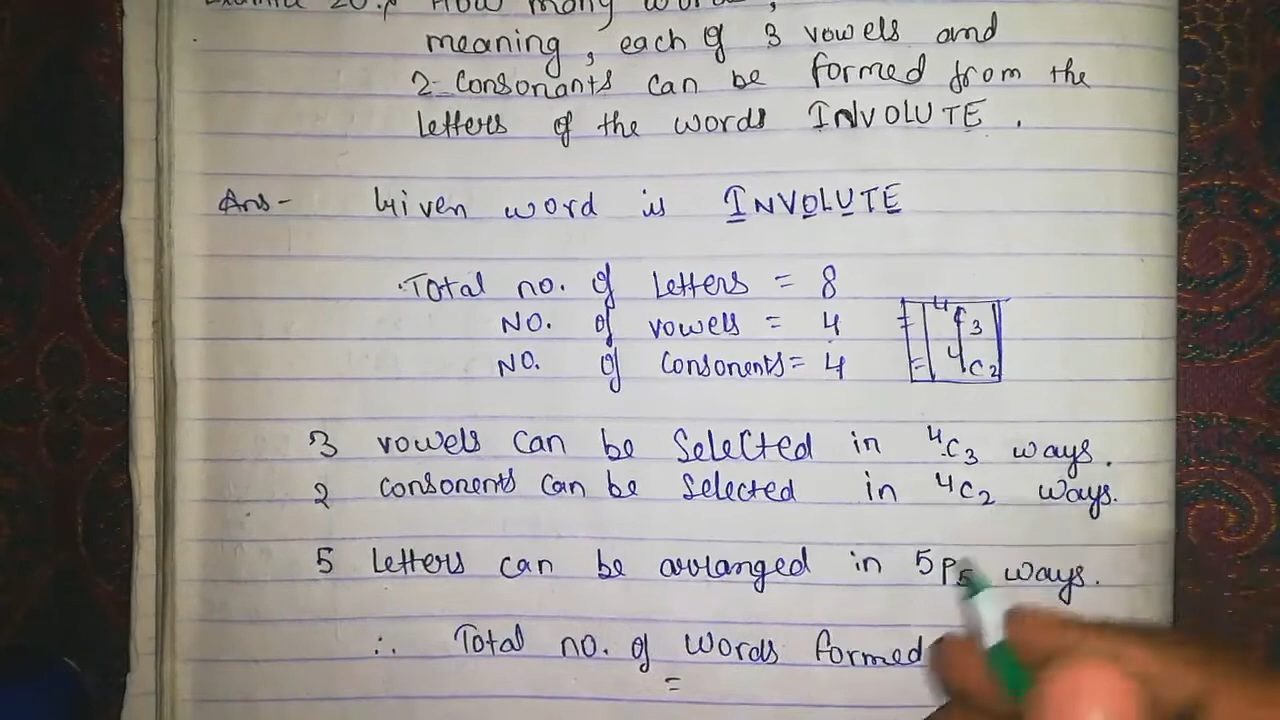 How many words,
meaning, each of 3 vowels and
2 consonants can be formed from the
letters of the words INVOLUTE.
Ans- Given word is INVOLUTE
Total no. of Letters = 8
NO. of vowels = 4
NO. of consonents = 4
4C3
4C2
3 vowels can be Selected in 4C3 ways.
2 consonents can be selected in 4C2 ways.
5 letters can be arranged in 5P5 ways.
∴ Total no. of words formed
=